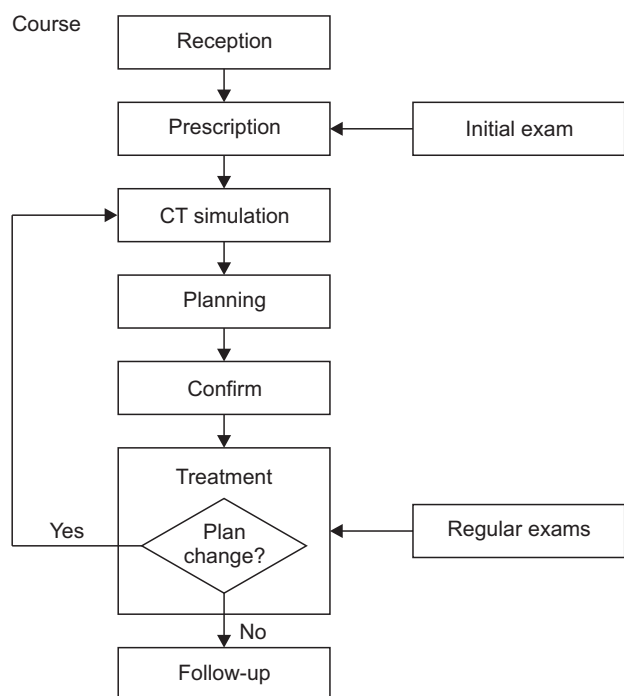 Course
Reception
Prescription
Initial exam
CT simulation
Planning
Confirm
Treatment
Plan
change?
Yes
Regular exams
No
Follow-up